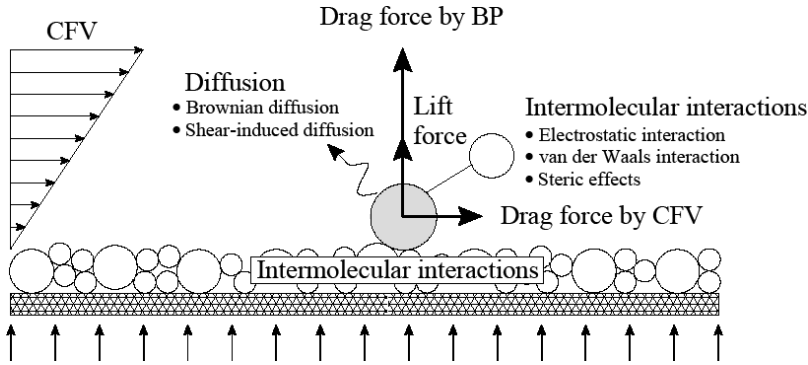 Drag force by BP
CFV
Diffusion
• Brownian diffusion
• Shear-induced diffusion
Lift
force
Intermolecular interactions
• Electrostatic interaction
• van der Waals interaction
• Steric effects
Drag force by CFV
Intermolecular interactions